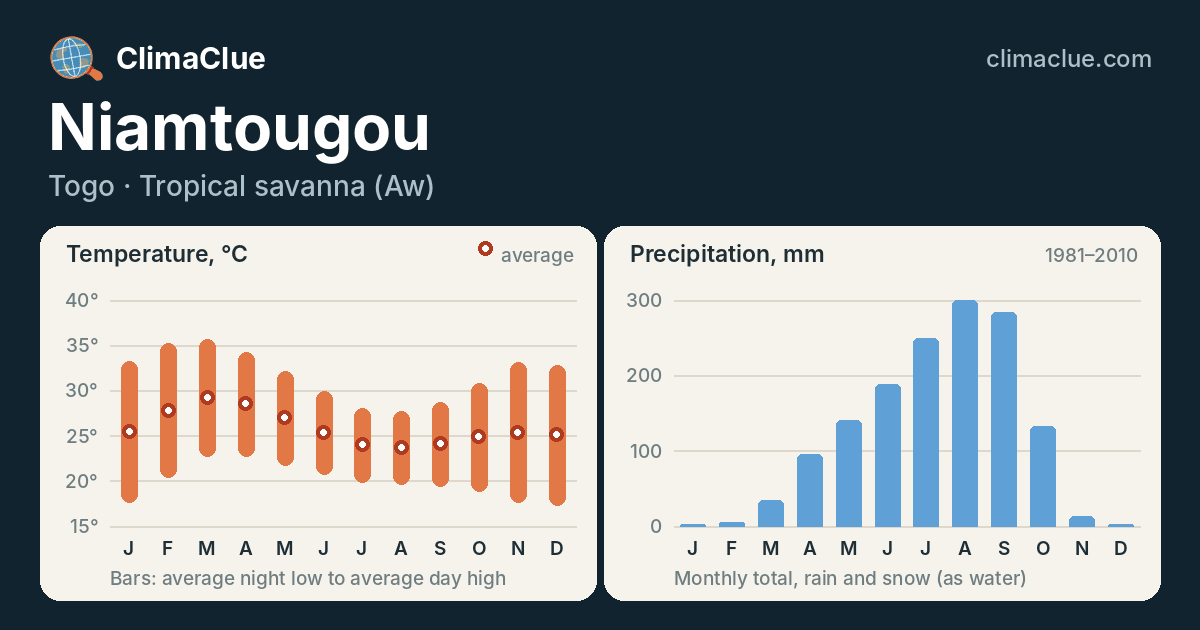 ClimaClue
climaclue.com
Niamtougou
Togo · Tropical savanna (Aw)
Temperature, °C
average
40°
35°
30°
25°
20°
15°
J F M A M J J A S O N D
Bars: average night low to average day high
Precipitation, mm
1981–2010
300
200
100
0
J F M A M J J A S O N D
Monthly total, rain and snow (as water)